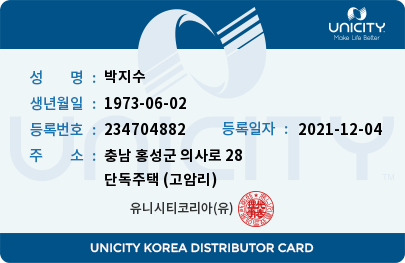 UNICITY
Make Life Better
성 명 : 박지수
생년월일 : 1973-06-02
등록번호 : 234704882 등록일자 : 2021-12-04
주 소 : 충남 홍성군 의사로 28
단독주택 (고암리)
UNICITY
유니시티코리아(유)
UNICITY KOREA DISTRIBUTOR CARD